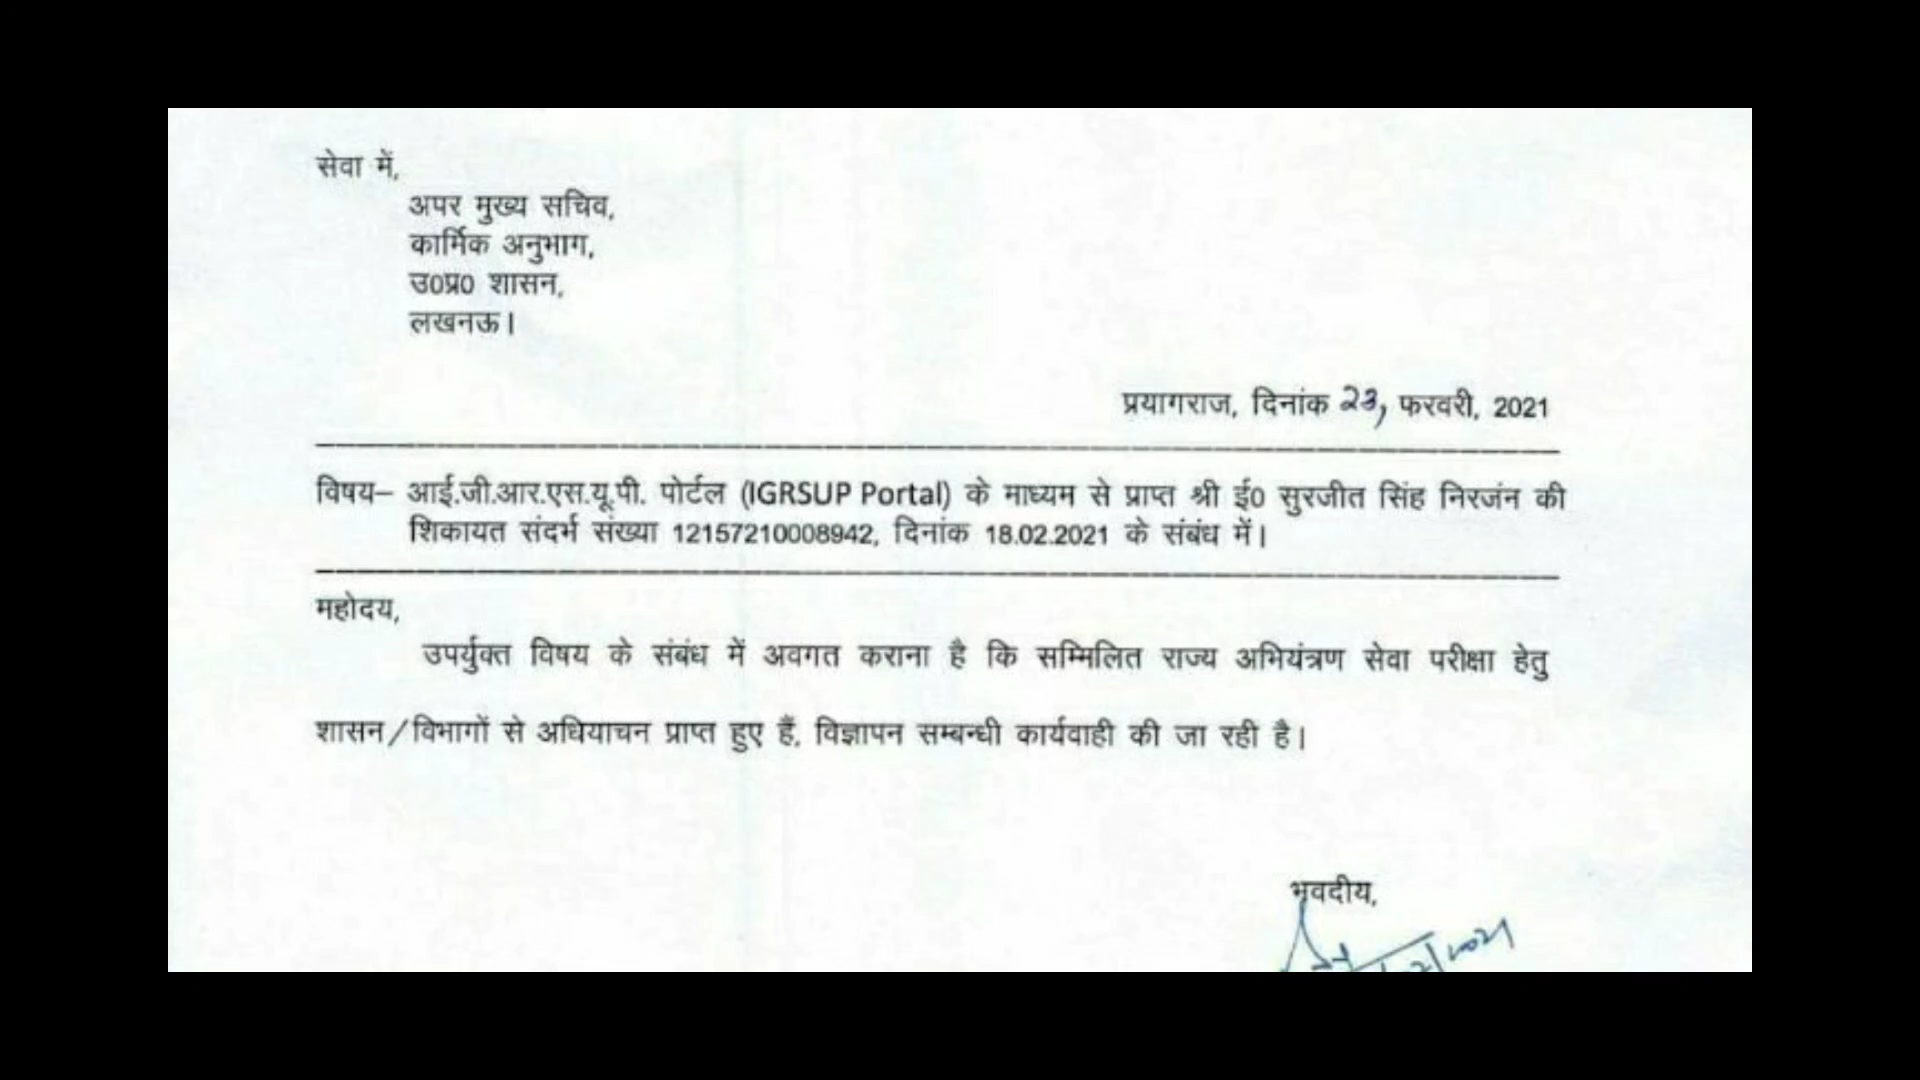 सेवा में,
अपर मुख्य सचिव,
कार्मिक अनुभाग,
उ0प्र0 शासन,
लखनऊ।
प्रयागराज, दिनांक 23, फरवरी, 2021
विषय– आई.जी.आर.एस.यू.पी. पोर्टल (IGRSUP Portal) के माध्यम से प्राप्त श्री ई0 सुरजीत सिंह निरजंन की
शिकायत संदर्भ संख्या 12157210008942, दिनांक 18.02.2021 के संबंध में।
महोदय,
उपर्युक्त विषय के संबंध में अवगत कराना है कि सम्मिलित राज्य अभियंत्रण सेवा परीक्षा हेतु
शासन/विभागों से अधियाचन प्राप्त हुए हैं, विज्ञापन सम्बन्धी कार्यवाही की जा रही है।
भवदीय,